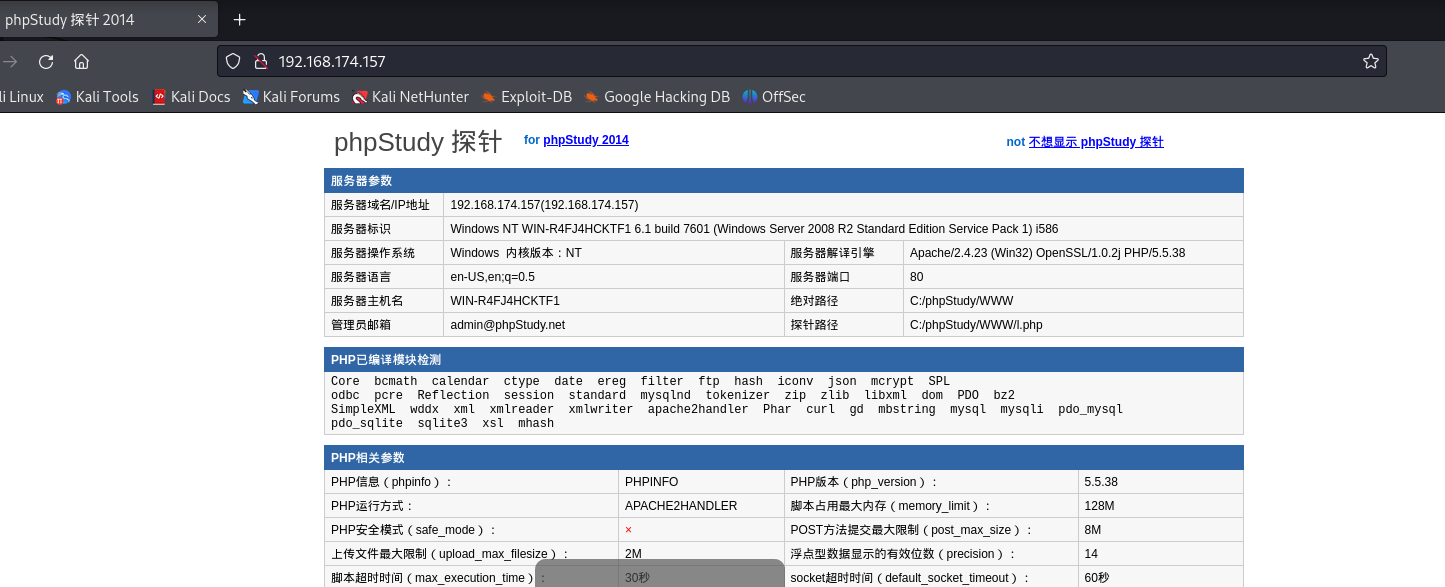 phpStudy 探针 2014
192.168.174.157
li Linux Kali Tools Kali Docs Kali Forums Kali NetHunter Exploit-DB Google Hacking DB OffSec
phpStudy 探针 for phpStudy 2014 not 不想显示 phpStudy 探针
服务器参数
服务器域名/IP地址 192.168.174.157(192.168.174.157)
服务器标识 Windows NT WIN-R4FJ4HCKTF1 6.1 build 7601 (Windows Server 2008 R2 Standard Edition Service Pack 1) i586
服务器操作系统 Windows 内核版本：NT 服务器解译引擎 Apache/2.4.23 (Win32) OpenSSL/1.0.2j PHP/5.5.38
服务器语言 en-US,en;q=0.5 服务器端口 80
服务器主机名 WIN-R4FJ4HCKTF1 绝对路径 C:/phpStudy/WWW
管理员邮箱 admin@phpStudy.net 探针路径 C:/phpStudy/WWW/l.php
PHP已编译模块检测
Core bcmath calendar ctype date ereg filter ftp hash iconv json mcrypt SPL
odbc pcre Reflection session standard mysqlnd tokenizer zip zlib libxml dom PDO bz2
SimpleXML wddx xml xmlreader xmlwriter apache2handler Phar curl gd mbstring mysql mysqli pdo_mysql
pdo_sqlite sqlite3 xsl mhash
PHP相关参数
PHP信息（phpinfo）： PHPINFO PHP版本（php_version）： 5.5.38
PHP运行方式： APACHE2HANDLER 脚本占用最大内存（memory_limit）： 128M
PHP安全模式（safe_mode）： × POST方法提交最大限制（post_max_size）： 8M
上传文件最大限制（upload_max_filesize）： 2M 浮点型数据显示的有效位数（precision）： 14
脚本超时时间（max_execution_time）： 30秒 socket超时时间（default_socket_timeout）： 60秒